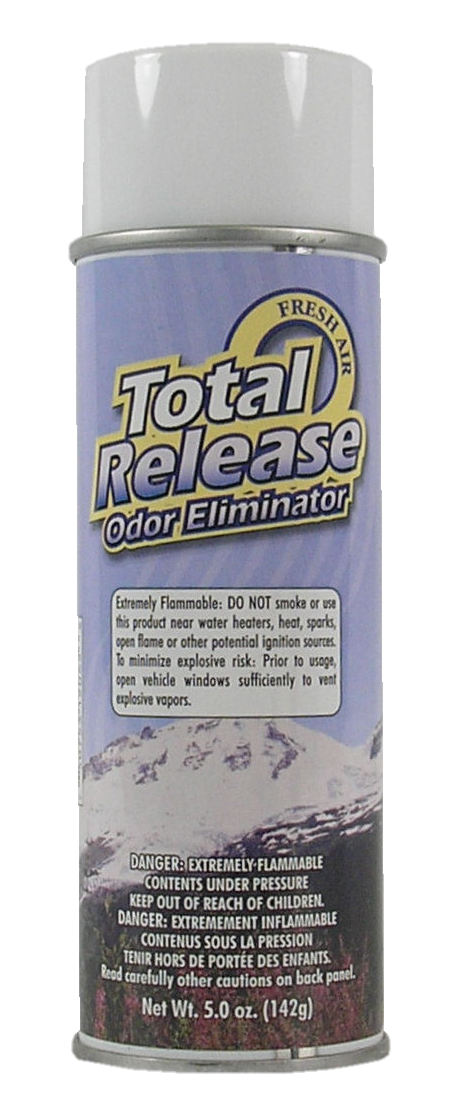 FRESH AIR
Total
Release
Odor Eliminator
Extremely Flammable: DO NOT smoke or use
this product near water heaters, heat, sparks,
open flame or other potential ignition sources.
To minimize explosive risk: Prior to usage,
open vehicle windows sufficiently to vent
explosive vapors.
DANGER: EXTREMELY FLAMMABLE
CONTENTS UNDER PRESSURE
KEEP OUT OF REACH OF CHILDREN.
DANGER: EXTREMEMENT INFLAMMABLE
CONTENUS SOUS LA PRESSION
TENIR HORS DE PORTÉE DES ENFANTS.
Read carefully other cautions on back panel.
Net Wt. 5.0 oz. (142g)